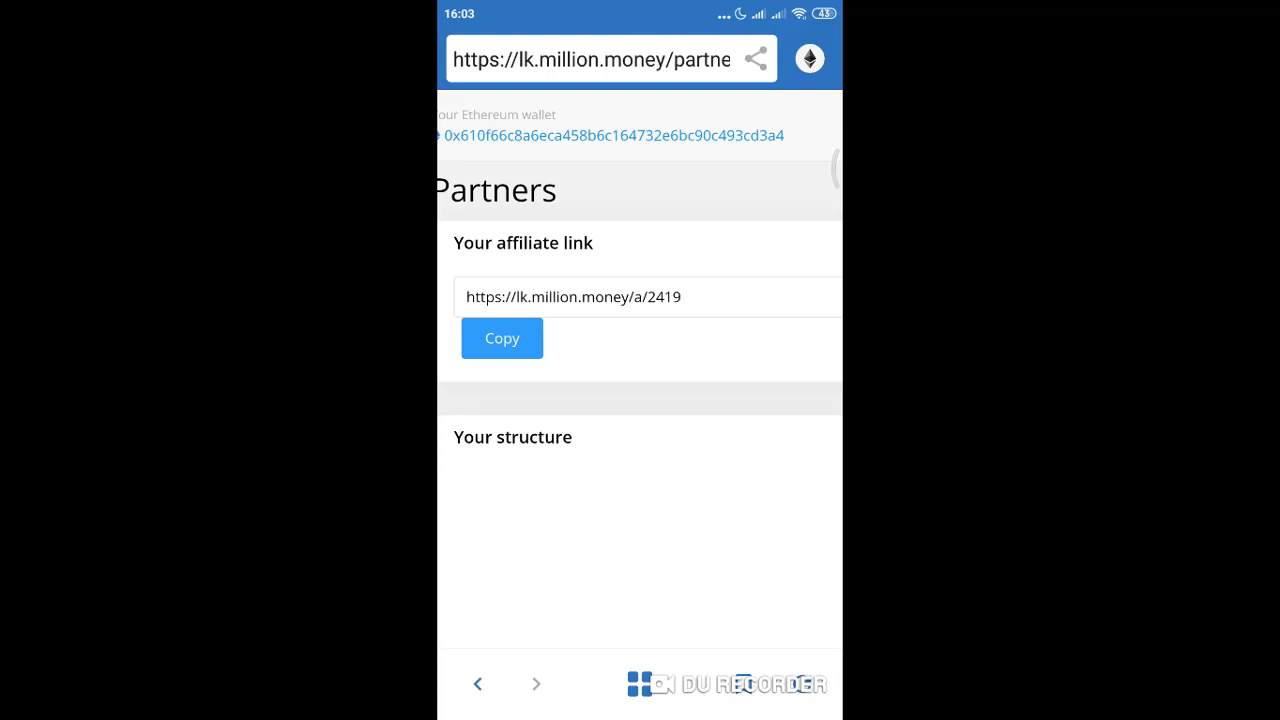 16:03
43
https://lk.million.money/partne
our Ethereum wallet
0x610f66c8a6eca458b6c164732e6bc90c493cd3a4
Partners
Your affiliate link
https://lk.million.money/a/2419
Copy
Your structure
DU RECORDER